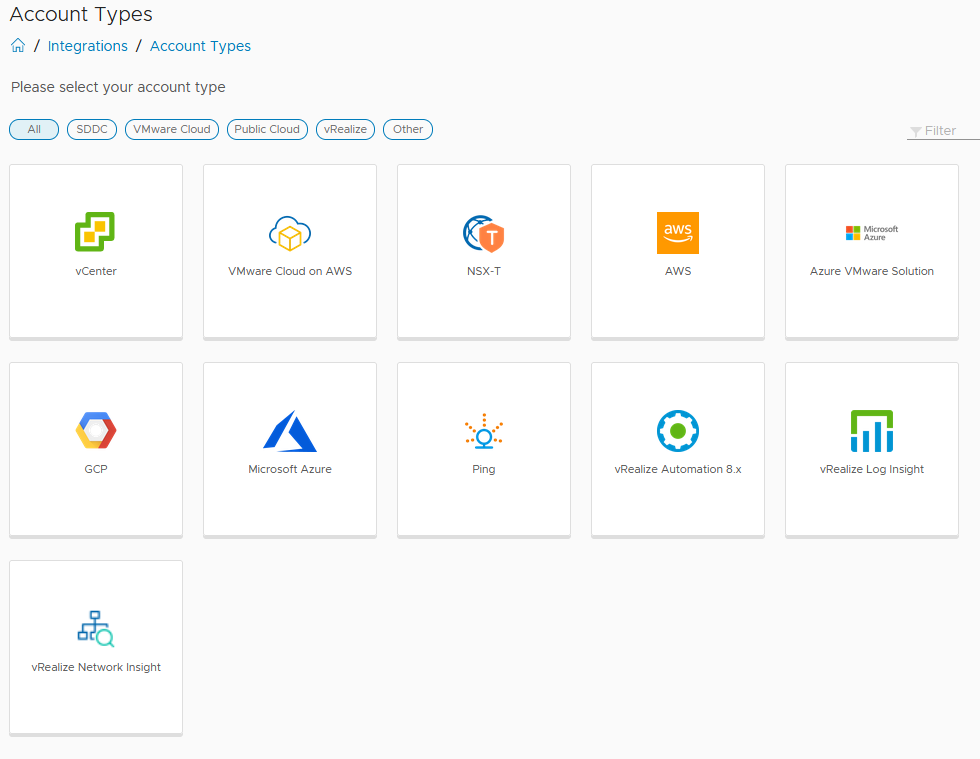 Account Types
/ Integrations / Account Types
Please select your account type
All SDDC VMware Cloud Public Cloud vRealize Other Filter
T aws Microsoft Azure
vCenter VMware Cloud on AWS NSX-T AWS Azure VMware Solution
GCP Microsoft Azure Ping vRealize Automation 8.x vRealize Log Insight
vRealize Network Insight